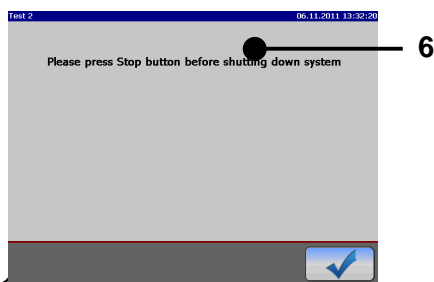 Test 2 06.11.2011 13:32:20
6
Please press Stop button before shutting down system